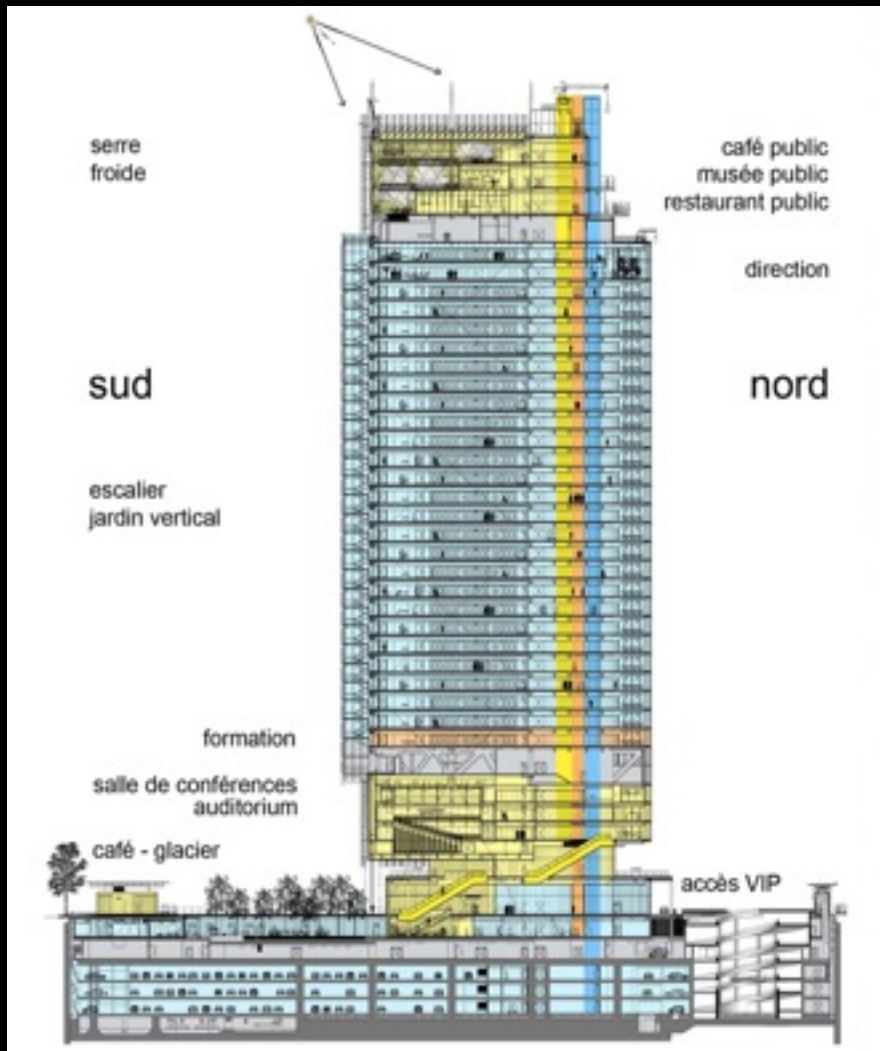 serre
froide
café public
musée public
restaurant public
direction
sud
nord
escalier
jardin vertical
formation
salle de conférences
auditorium
café - glacier
accès VIP